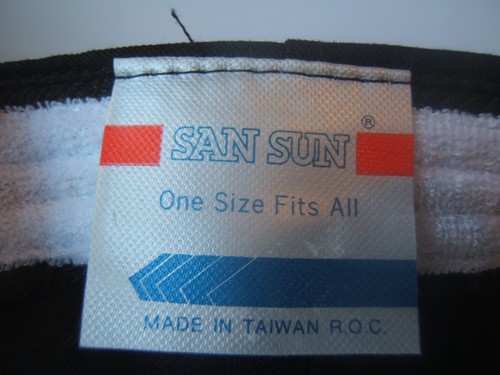 SAN SUN®
One Size Fits All
MADE IN TAIWAN R.O.C.